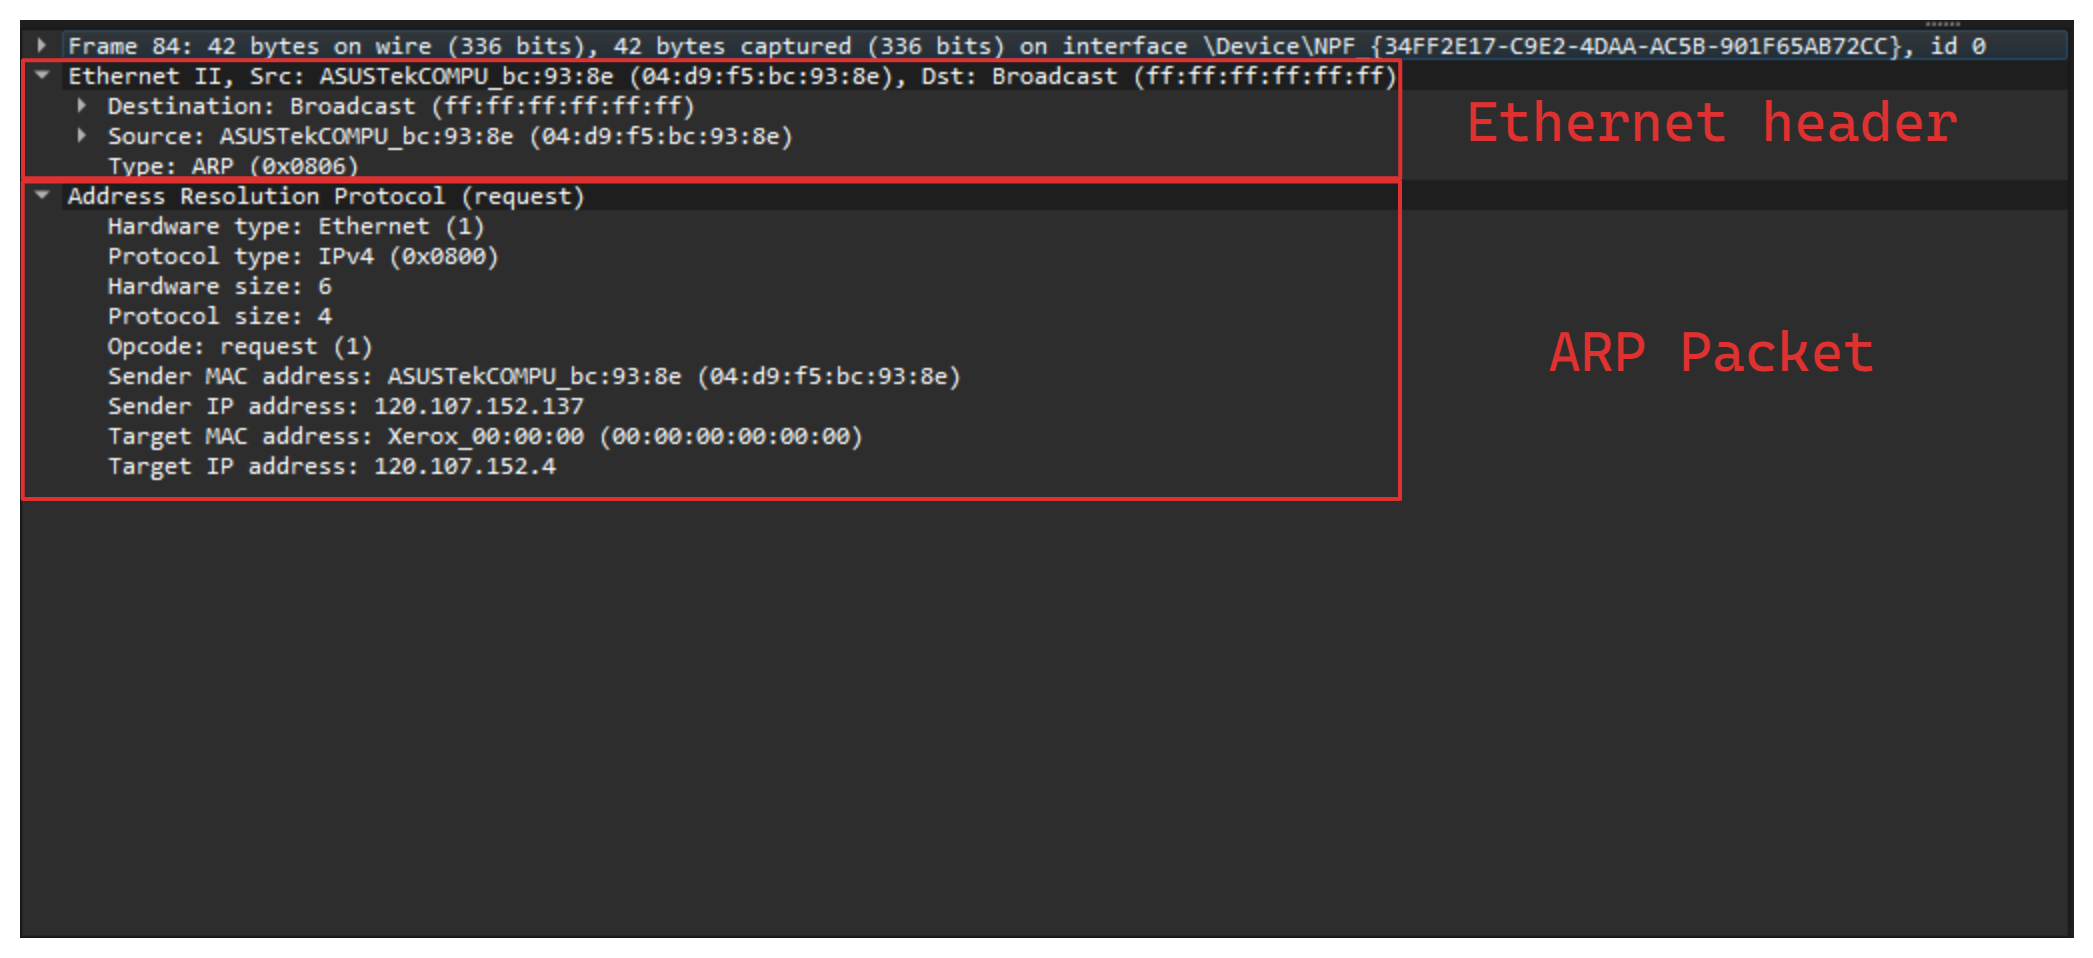 Frame 84: 42 bytes on wire (336 bits), 42 bytes captured (336 bits) on interface \Device\NPF_{34FF2E17-C9E2-4DAA-AC5B-901F65AB72CC}, id 0
Ethernet II, Src: ASUSTekCOMPU_bc:93:8e (04:d9:f5:bc:93:8e), Dst: Broadcast (ff:ff:ff:ff:ff:ff)
Destination: Broadcast (ff:ff:ff:ff:ff:ff)
Source: ASUSTekCOMPU_bc:93:8e (04:d9:f5:bc:93:8e)
Type: ARP (0x0806)
Ethernet header
Address Resolution Protocol (request)
Hardware type: Ethernet (1)
Protocol type: IPv4 (0x0800)
Hardware size: 6
Protocol size: 4
Opcode: request (1)
Sender MAC address: ASUSTekCOMPU_bc:93:8e (04:d9:f5:bc:93:8e)
Sender IP address: 120.107.152.137
Target MAC address: Xerox_00:00:00 (00:00:00:00:00:00)
Target IP address: 120.107.152.4
ARP Packet